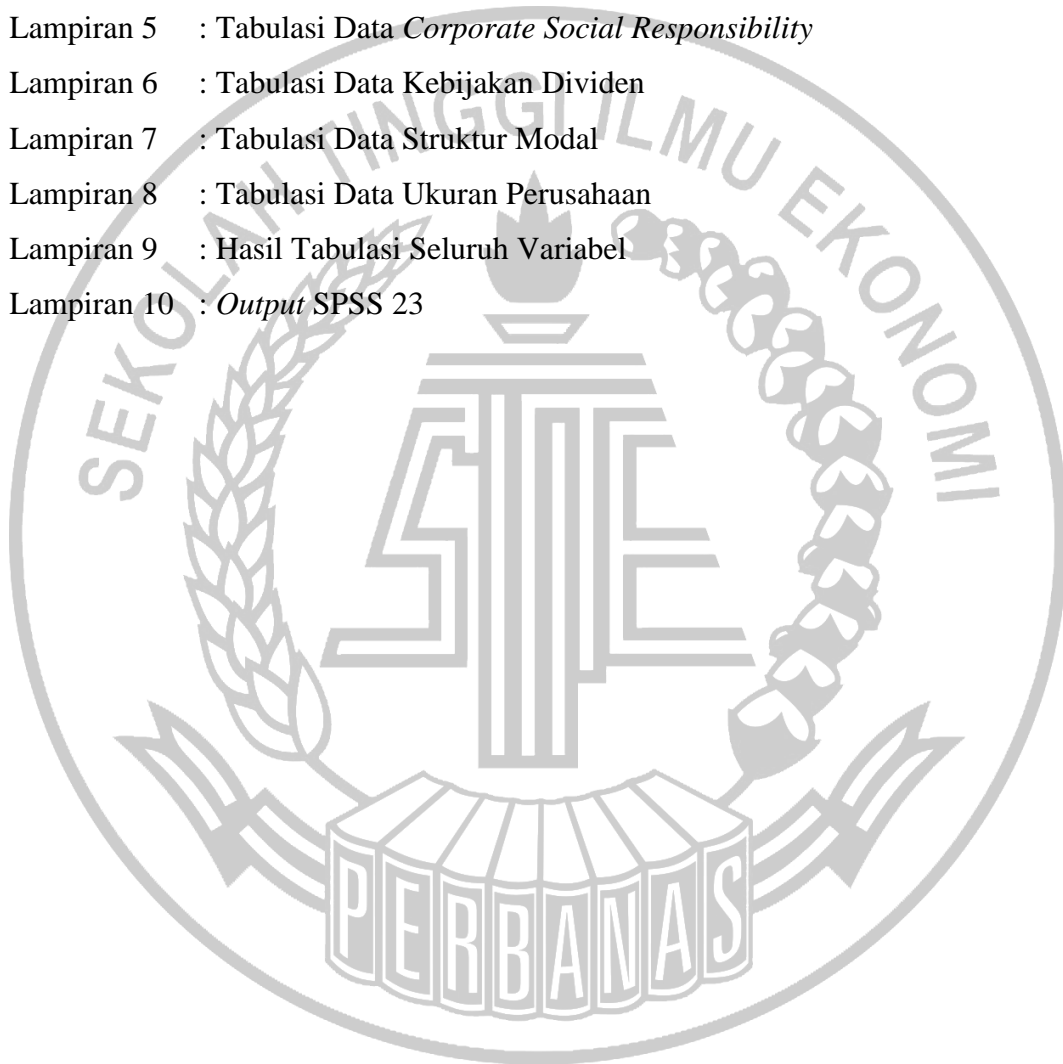 Lampiran 5 : Tabulasi Data Corporate Social Responsibility
Lampiran 6 : Tabulasi Data Kebijakan Dividen
Lampiran 7 : Tabulasi Data Struktur Modal
Lampiran 8 : Tabulasi Data Ukuran Perusahaan
Lampiran 9 : Hasil Tabulasi Seluruh Variabel
Lampiran 10 : Output SPSS 23
SEKOLAH TINGGI ILMU EKONOMI
STIE
PERBANAS